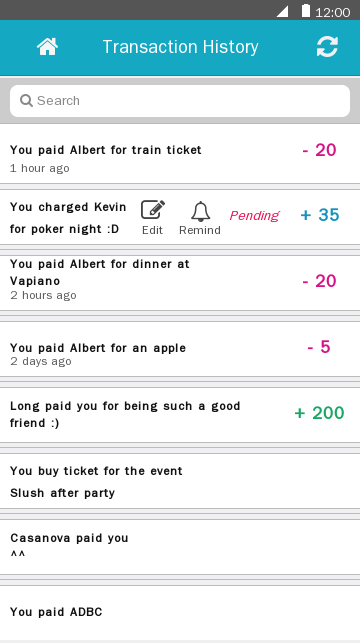 12:00
Transaction History
Search
You paid Albert for train ticket
- 20
1 hour ago
You charged Kevin
for poker night :D
Edit
Remind
Pending
+ 35
You paid Albert for dinner at
Vapiano
2 hours ago
- 20
You paid Albert for an apple
2 days ago
- 5
Long paid you for being such a good
friend :)
+ 200
You buy ticket for the event
Slush after party
Casanova paid you
^^
You paid ADBC